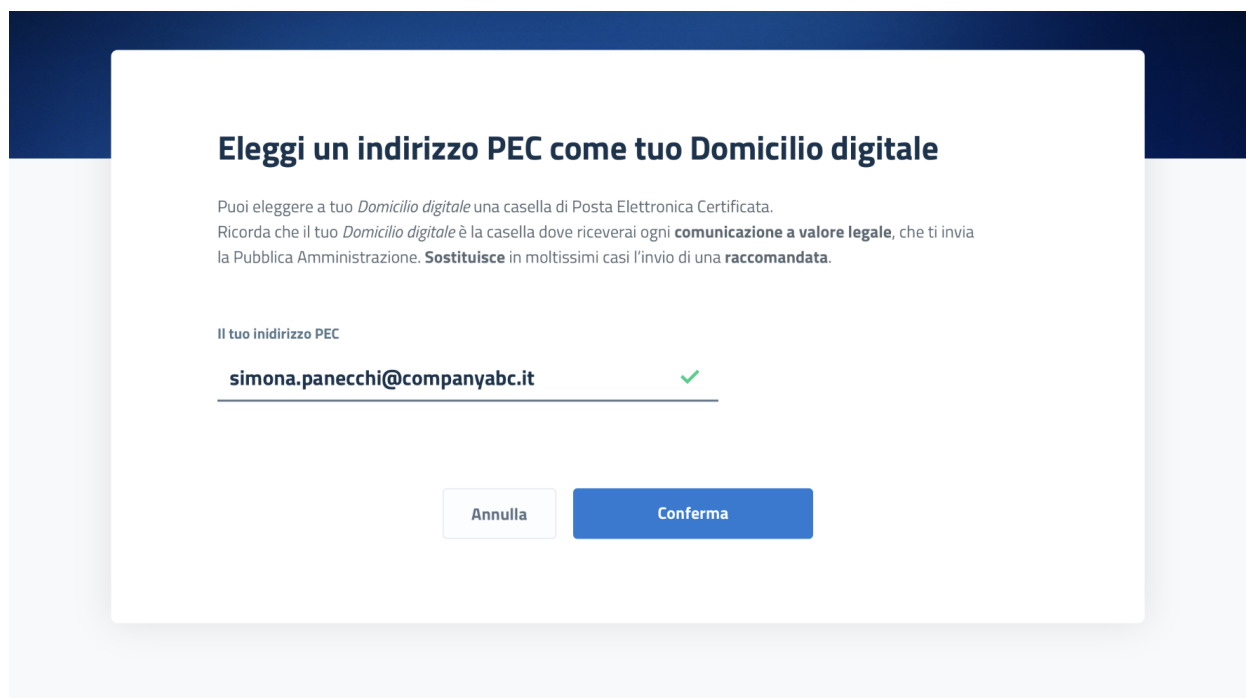 Eleggi un indirizzo PEC come tuo Domicilio digitale
Puoi eleggere a tuo Domicilio digitale una casella di Posta Elettronica Certificata.
Ricorda che il tuo Domicilio digitale è la casella dove riceverai ogni comunicazione a valore legale, che ti invia
la Pubblica Amministrazione. Sostituisce in moltissimi casi l’invio di una raccomandata.
Il tuo inidirizzo PEC
simona.panecchi@companyabc.it
Annulla
Conferma